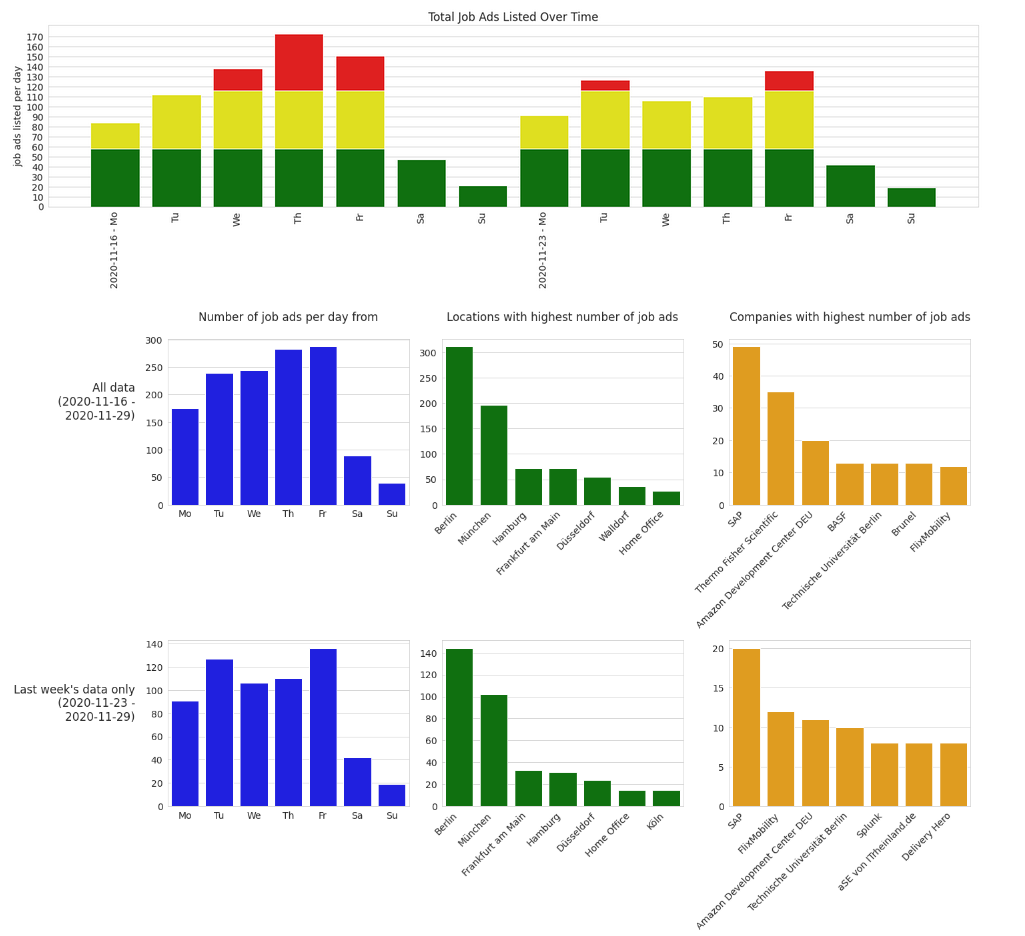 Total Job Ads Listed Over Time
job ads listed per day
170
160
150
140
130
120
110
100
90
80
70
60
50
40
30
20
10
0
2020-11-16 - Mo
Tu
We
Th
Fr
Sa
Su
2020-11-23 - Mo
Tu
We
Th
Fr
Sa
Su
All data
(2020-11-16 -
2020-11-29)
Number of job ads per day from
300
250
200
150
100
50
0
Mo Tu We Th Fr Sa Su
Locations with highest number of job ads
300
250
200
150
100
50
0
Berlin
München
Hamburg
Frankfurt am Main
Düsseldorf
Walldorf
Home Office
Companies with highest number of job ads
50
40
30
20
10
0
SAP
Thermo Fisher Scientific
Amazon Development Center DEU
BASF
Technische Universität Berlin
Brunel
FlixMobility
Last week's data only
(2020-11-23 -
2020-11-29)
140
120
100
80
60
40
20
0
Mo Tu We Th Fr Sa Su
140
120
100
80
60
40
20
0
Berlin
München
Frankfurt am Main
Hamburg
Düsseldorf
Home Office
Köln
20
15
10
5
0
SAP
FlixMobility
Amazon Development Center DEU
Technische Universität Berlin
Splunk
aSE von ITrheinland.de
Delivery Hero